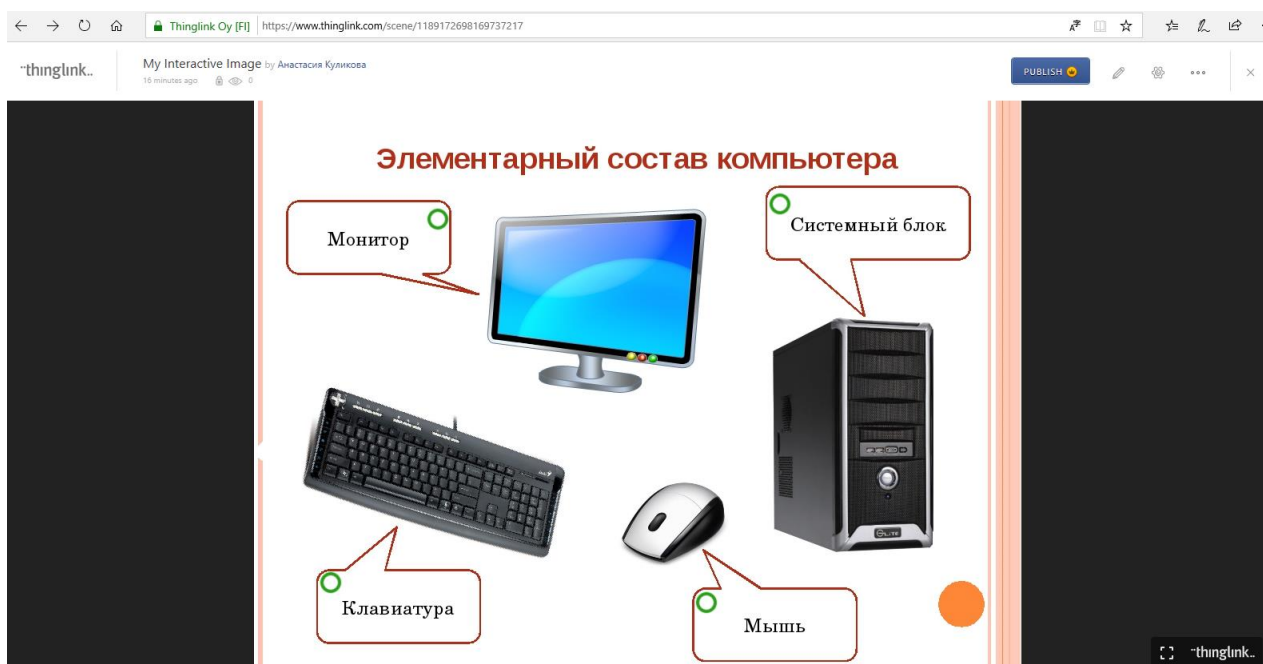 Thinglink Oy [FI] https://www.thinglink.com/scene/1189172698169737217
thinglink..
My Interactive Image by Анастасия Куликова
16 minutes ago 0
PUBLISH
Элементарный состав компьютера
Монитор
Системный блок
Клавиатура
Мышь
thinglink..